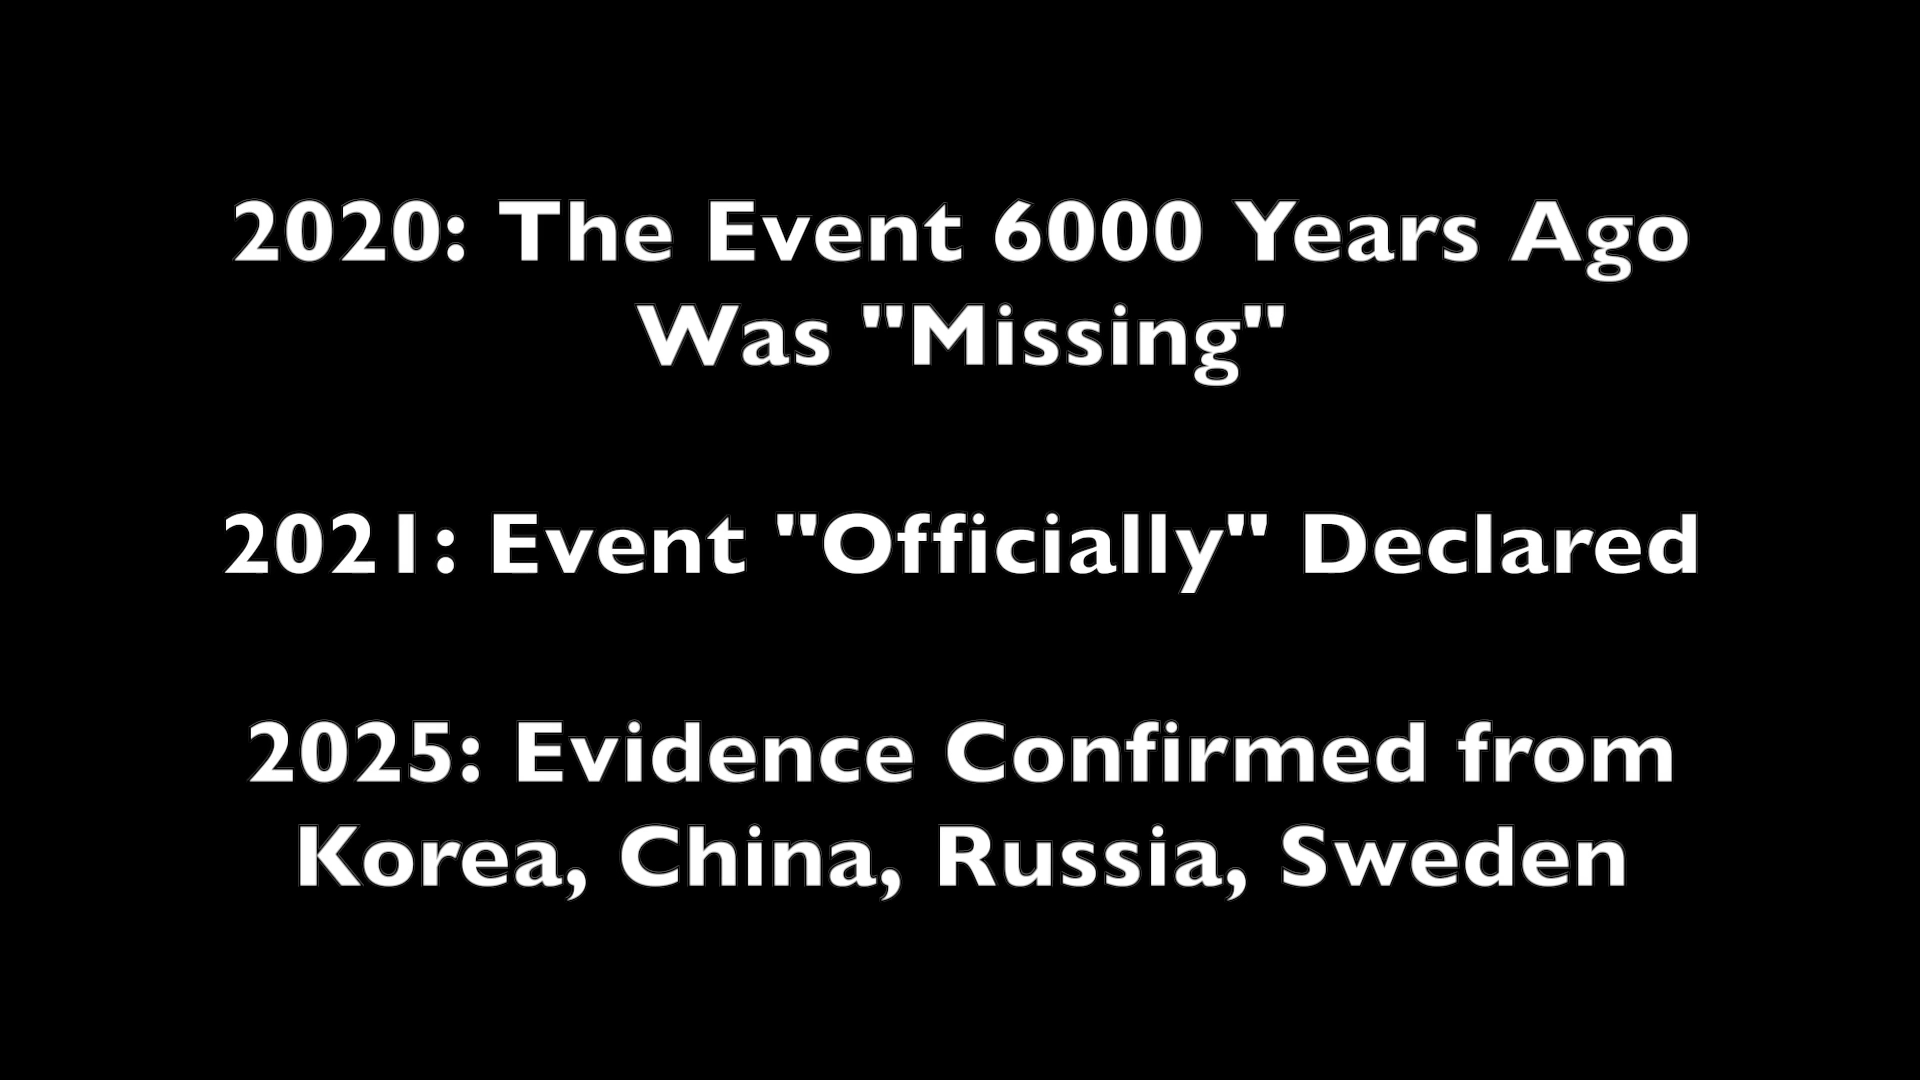 2020: The Event 6000 Years Ago
Was "Missing"
2021: Event "Officially" Declared
2025: Evidence Confirmed from
Korea, China, Russia, Sweden